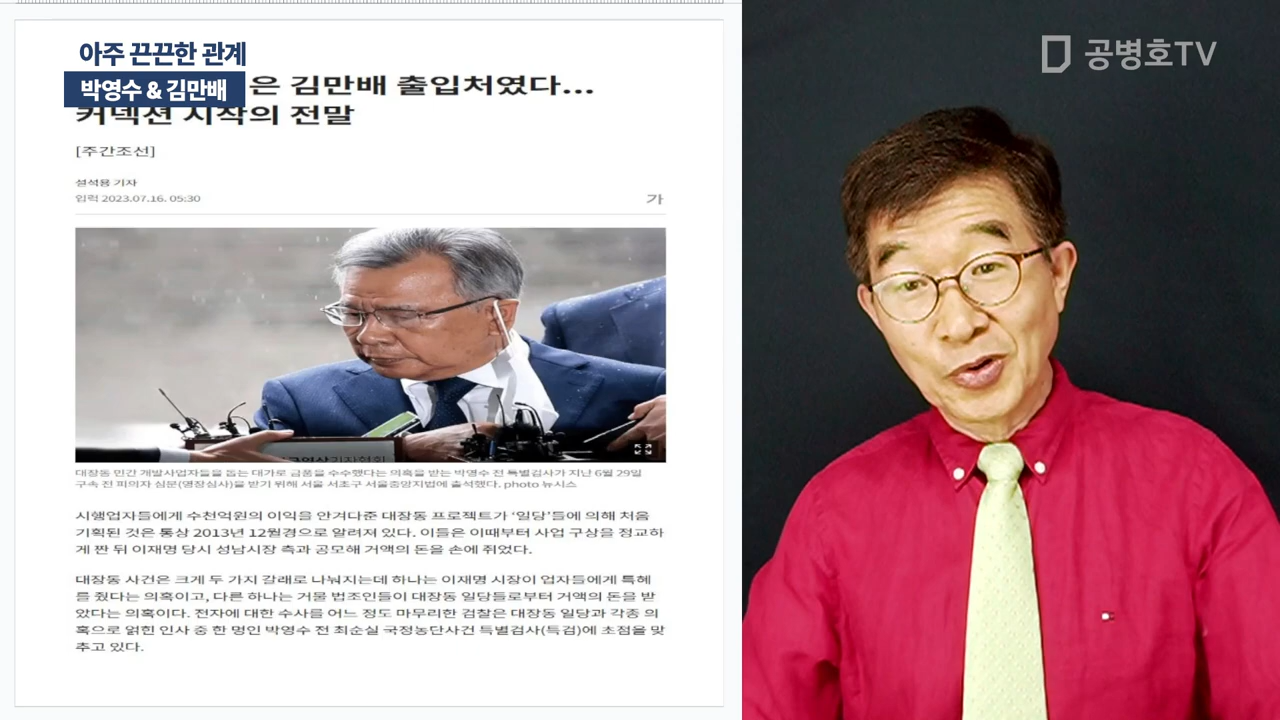 아주 끈끈한 관계
박영수 & 김만배
공병호TV
은 김만배 출입처였다...
커넥션 시작의 전말
[주간조선]
설석용 기자
입력 2023.07.16. 05:30
가
대장동 민간 개발사업자들을 돕는 대가로 금품을 수수했다는 의혹을 받는 박영수 전 특별검사가 지난 6월 29일
구속 전 피의자 심문(영장심사)을 받기 위해 서울 서초구 서울중앙지법에 출석했다. photo 뉴시스
시행업자들에게 수천억원의 이익을 안겨다준 대장동 프로젝트가 ‘일당’들에 의해 처음
기획된 것은 통상 2013년 12월경으로 알려져 있다. 이들은 이때부터 사업 구상을 정교하
게 짠 뒤 이재명 당시 성남시장 측과 공모해 거액의 돈을 손에 쥐었다.
대장동 사건은 크게 두 가지 갈래로 나눠지는데 하나는 이재명 시장이 업자들에게 특혜
를 줬다는 의혹이고, 다른 하나는 거물 법조인들이 대장동 일당들로부터 거액의 돈을 받
았다는 의혹이다. 전자에 대한 수사를 어느 정도 마무리한 검찰은 대장동 일당과 각종 의
혹으로 얽힌 인사 중 한 명인 박영수 전 최순실 국정농단사건 특별검사(특검)에 초점을 맞
추고 있다.